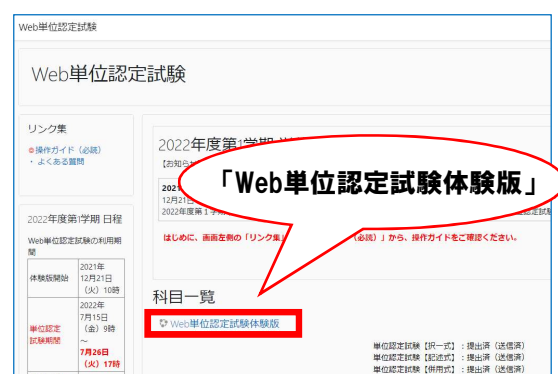 Web単位認定試験
Web単位認定試験
リンク集
操作ガイド（必読）
・よくある質問
2022年度第1学期 日程
Web単位認定試験の利用期
間
体験版開始
2021年
12月21日
（火）10時
単位認定
試験期間
2022年
7月15日
（金）9時
～
7月26日
（火）17時
2022年度第1学期
【お知らせ
2021
12月21日
2022年度第1学期
はじめに、画面左側の「リンク集」
（必読）」から、操作ガイドをご確認ください。
「Web単位認定試験体験版」
科目一覧
Web単位認定試験体験版
単位認定試験【択一式】：提出済（送信済）
単位認定試験【記述式】：提出済（送信済）
単位認定試験【併用式】：提出済（送信済）